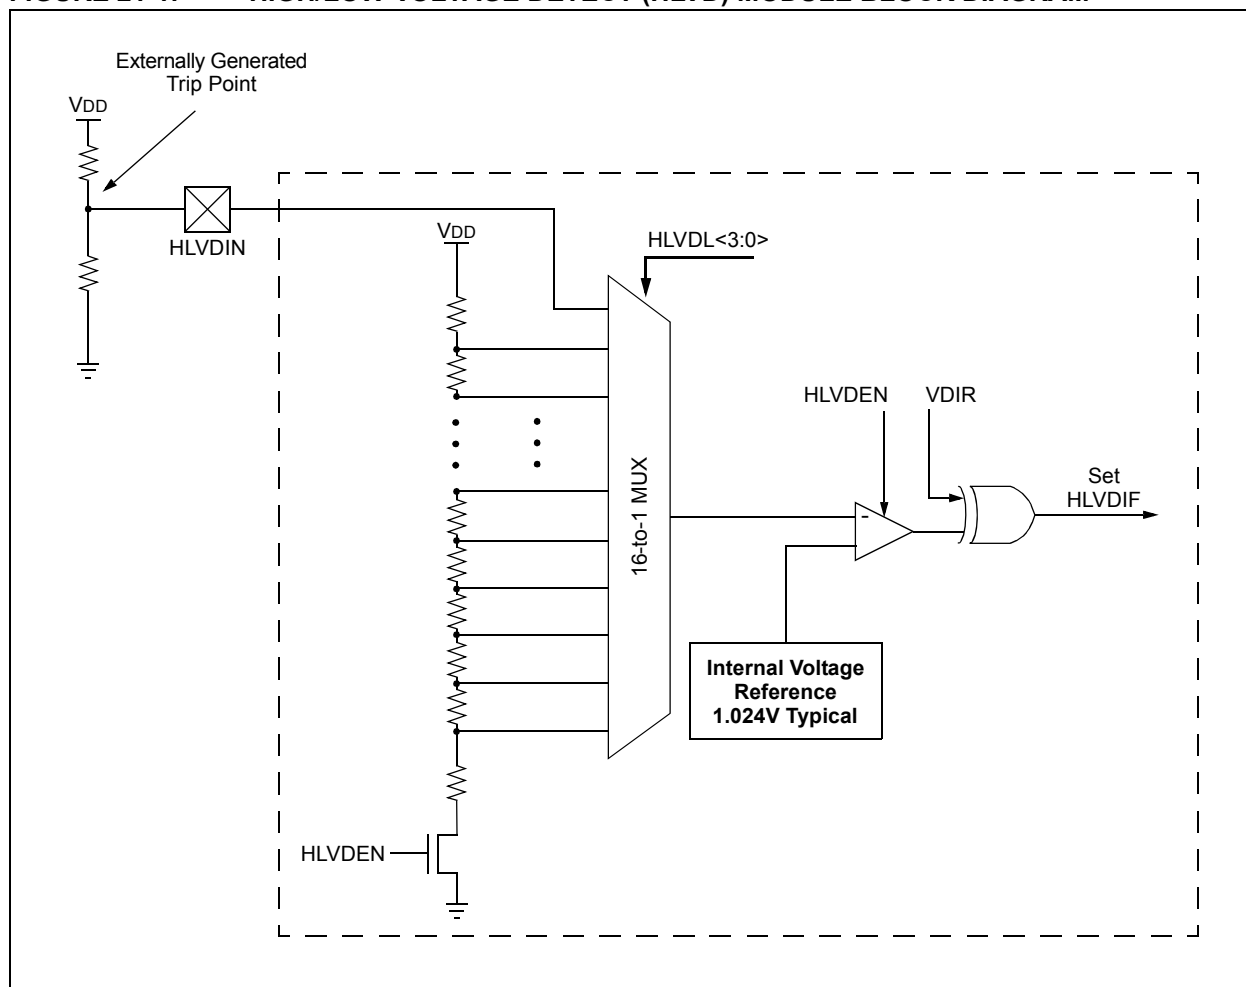 Externally Generated
Trip Point
VDD
HLVDIN
VDD
HLVDL<3:0>
16-to-1 MUX
HLVDEN
VDIR
Set
HLVDIF
-
Internal Voltage
Reference
1.024V Typical
HLVDEN